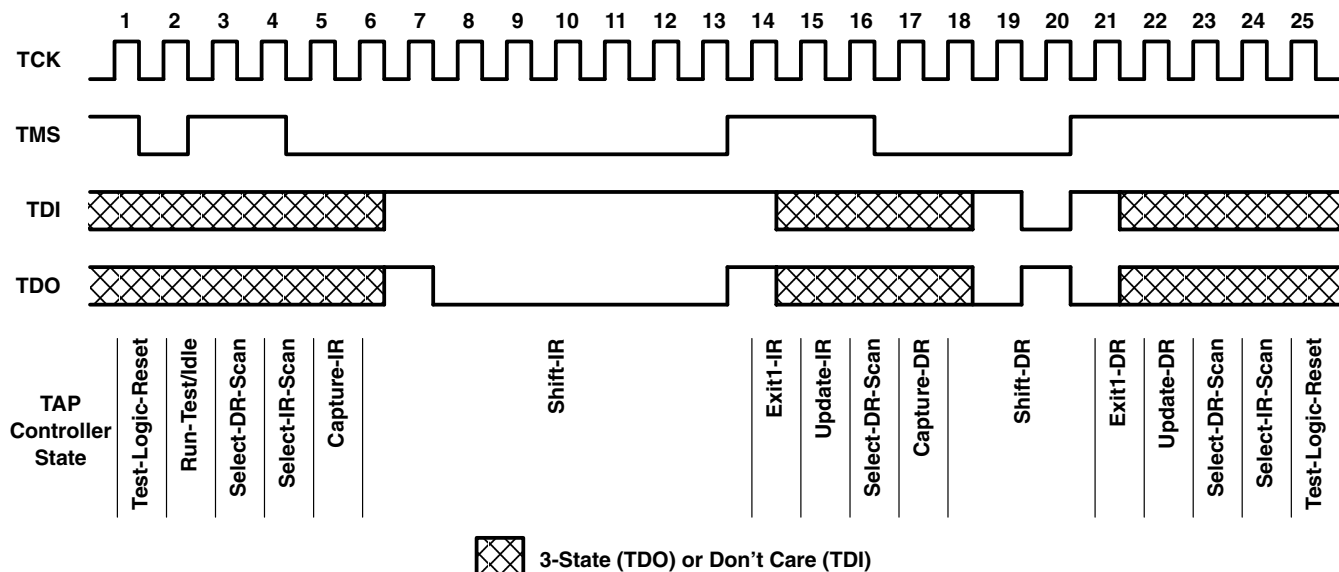 1 2 3 4 5 6 7 8 9 10 11 12 13 14 15 16 17 18 19 20 21 22 23 24 25
TCK
TMS
TDI
TDO
TAP
Controller
State
Test-Logic-Reset
Run-Test/Idle
Select-DR-Scan
Select-IR-Scan
Capture-IR
Shift-IR
Exit1-IR
Update-IR
Select-DR-Scan
Capture-DR
Shift-DR
Exit1-DR
Update-DR
Select-DR-Scan
Select-IR-Scan
Test-Logic-Reset
3-State (TDO) or Don't Care (TDI)